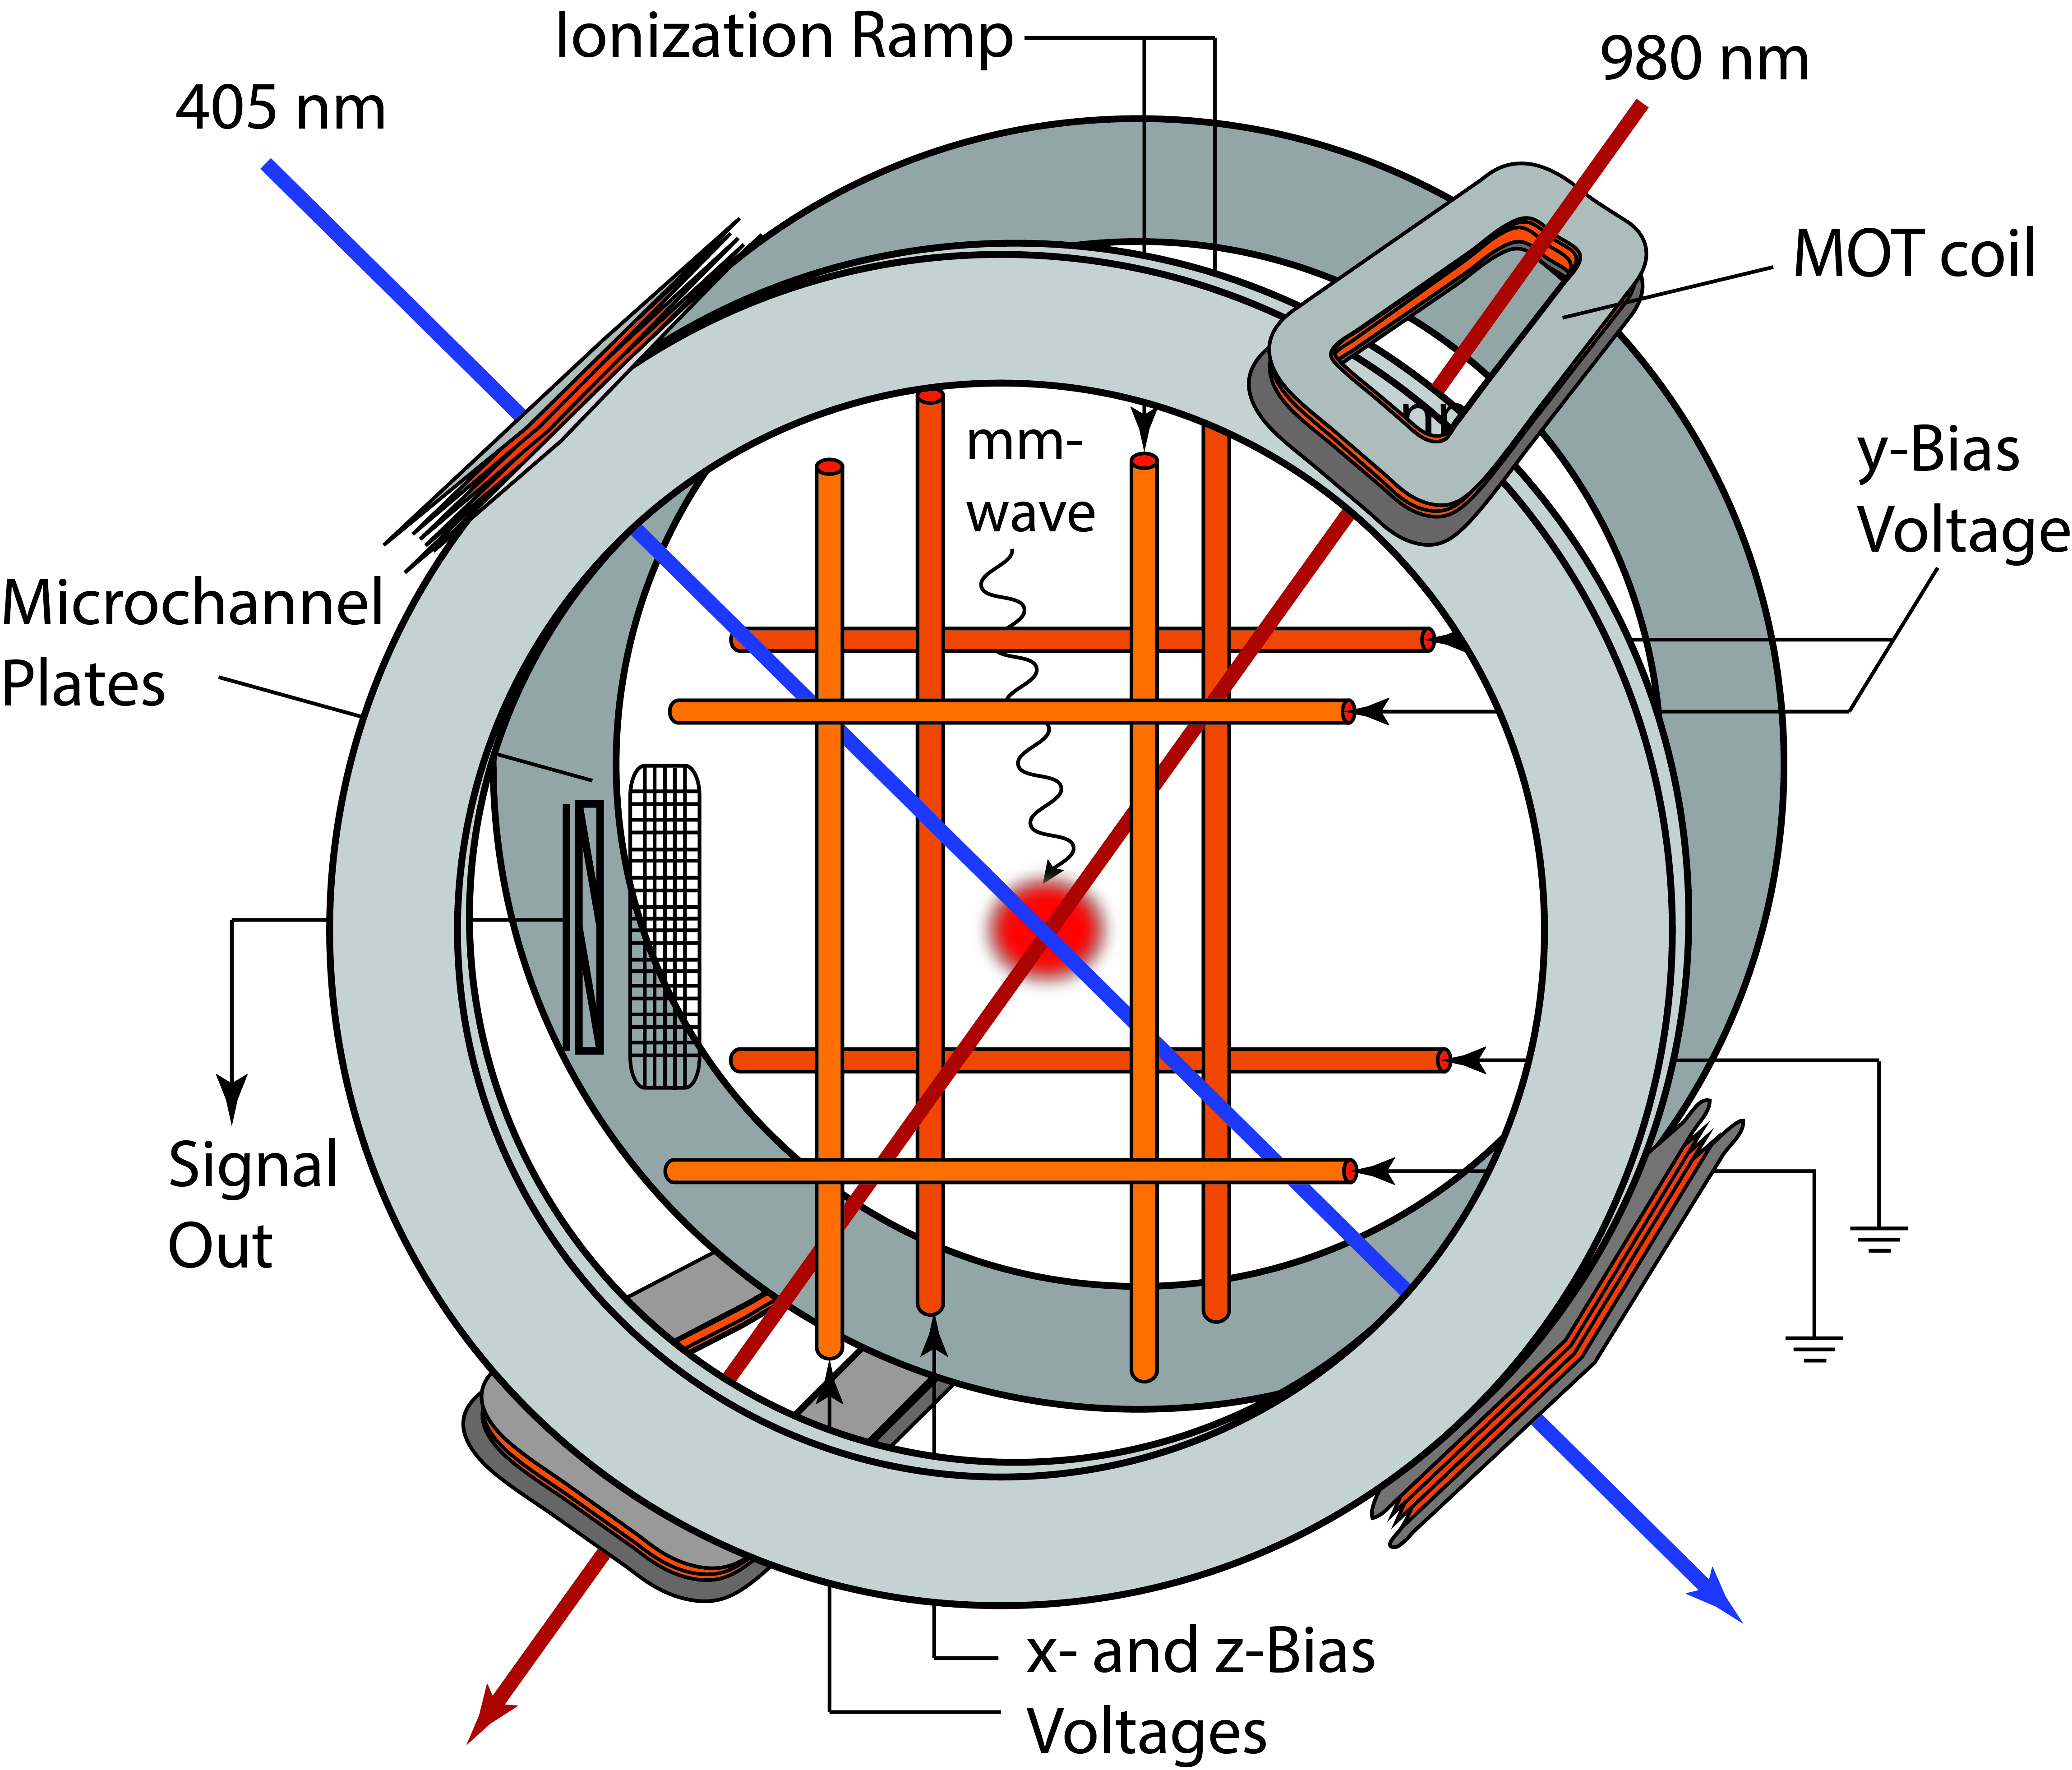 Ionization Ramp
980 nm
405 nm
MOT coil
mm-
wave
y-Bias
Voltage
Microchannel
Plates
Signal
Out
x- and z-Bias
Voltages